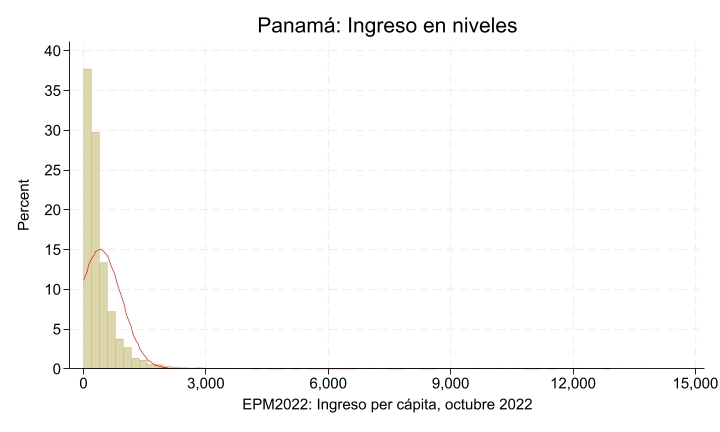 Panamá: Ingreso en niveles
40
35
30
25
20
15
10
5
0
Percent
0 3,000 6,000 9,000 12,000 15,000
EPM2022: Ingreso per cápita, octubre 2022